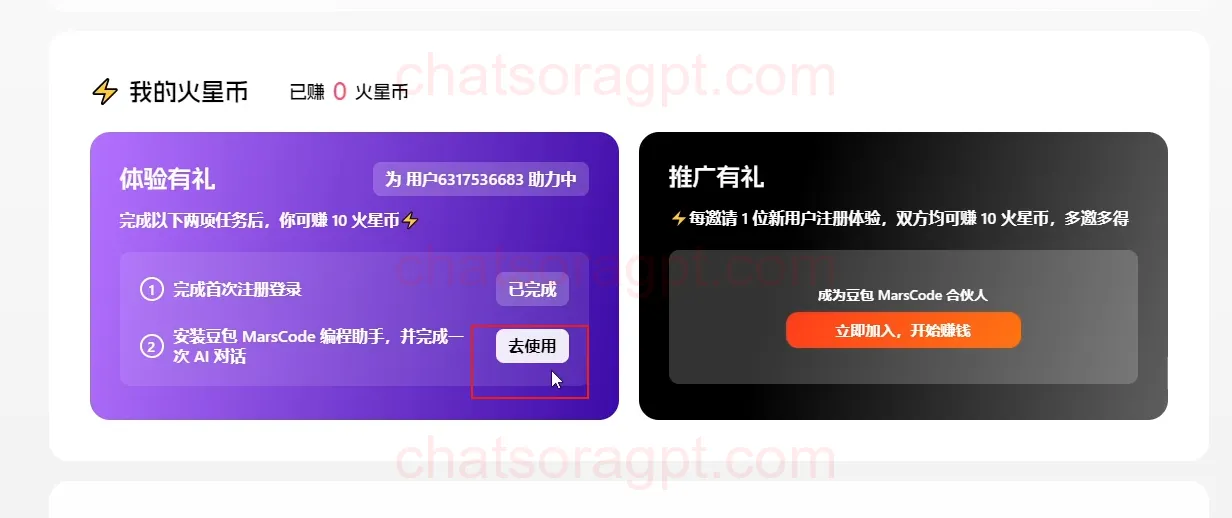 chatsoragpt.com
⚡ 我的火星币 已赚 0 火星币
体验有礼
为 用户6317536683 助力中
完成以下两项任务后，你可赚 10 火星币⚡
① 完成首次注册登录
已完成
② 安装豆包 MarsCode 编程助手，并完成一
次 AI 对话
去使用
推广有礼
⚡每邀请 1 位新用户注册体验，双方均可赚 10 火星币，多邀多得
成为豆包 MarsCode 合伙人
立即加入，开始赚钱
chatsoragpt.com
chatsoragpt.com